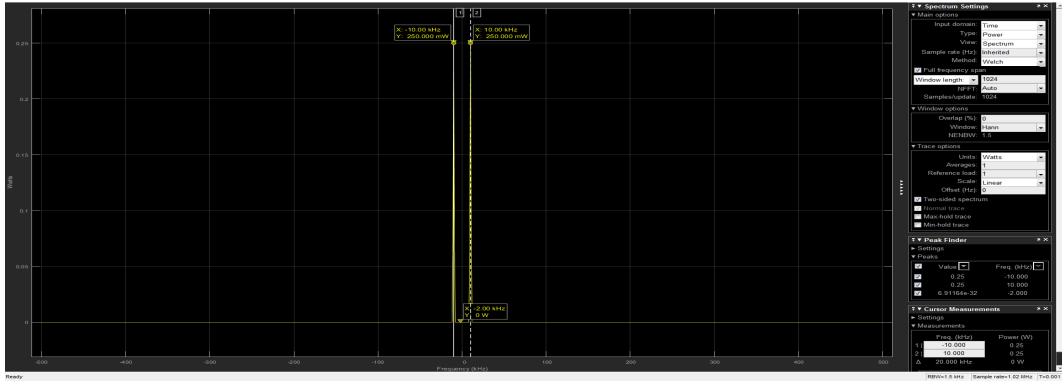 1 2
X: -10.00 kHz X: 10.00 kHz
Y: 250.000 mW Y: 250.000 mW
0.25
0.2
0.15
Watts
0.1
0.05
0
X: -2.00 kHz
Y: 0 W
-500 -400 -300 -200 -100 0 100 200 300 400 500
Frequency (kHz)
Spectrum Settings
Main options
Input domain: Time
Type: Power
View: Spectrum
Sample rate (Hz): Inherited
Method: Welch
Full frequency span
Window length: 1024
NFFT: Auto
Samples/update: 1024
Window options
Overlap (%): 0
Window: Hann
NENBW: 1.5
Trace options
Units: Watts
Averages: 1
Reference load: 1
Scale: Linear
Offset (Hz): 0
Two-sided spectrum
Normal trace
Max-hold trace
Min-hold trace
Peak Finder
Settings
Peaks
Value Freq. (kHz)
0.25 -10.000
0.25 10.000
6.91164e-32 -2.000
Cursor Measurements
Settings
Measurements
Freq. (kHz) Power (W)
1 | -10.000 0.25
2 | 10.000 0.25
Δ 20.000 kHz 0 W
Ready RBW=1.5 kHz Sample rate=1.02 MHz T=0.001